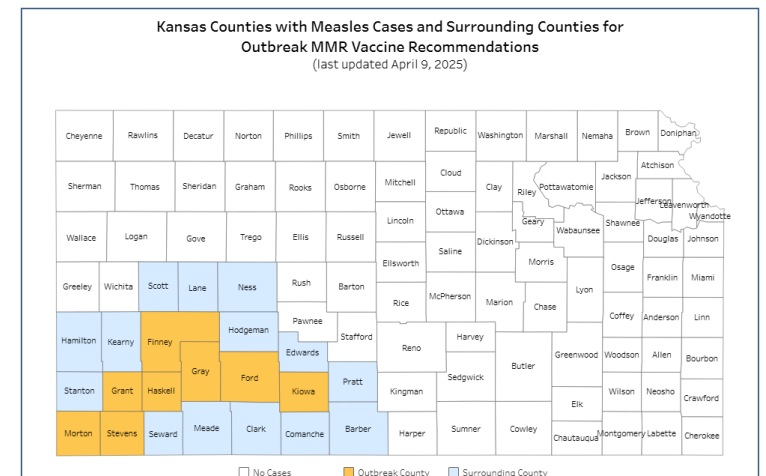 Kansas Counties with Measles Cases and Surrounding Counties for
Outbreak MMR Vaccine Recommendations
(last updated April 9, 2025)
Cheyenne Rawlins Decatur Norton Phillips Smith Jewell Republic Washington Marshall Nemaha Brown Doniphan
Atchison
Sherman Thomas Sheridan Graham Rooks Osborne Mitchell Cloud Clay Riley Pottawatomie Jackson Jefferson Leavenworth
Wyandotte
Wallace Logan Gove Trego Ellis Russell Lincoln Ottawa Dickinson Geary Wabaunsee Shawnee Douglas Johnson
Ellsworth Saline Morris Osage Franklin Miami
Greeley Wichita Scott Lane Ness Rush Barton Rice McPherson Marion Chase Lyon
Coffey Anderson Linn
Hamilton Kearny Finney Hodgeman Pawnee Stafford Reno Harvey Butler Greenwood Woodson Allen Bourbon
Edwards
Stanton Grant Haskell Gray Ford Kiowa Pratt Kingman Sedgwick Elk Wilson Neosho Crawford
Morton Stevens Seward Meade Clark Comanche Barber Harper Sumner Cowley Chautauqua Montgomery Labette Cherokee
No Cases Outbreak County Surrounding County